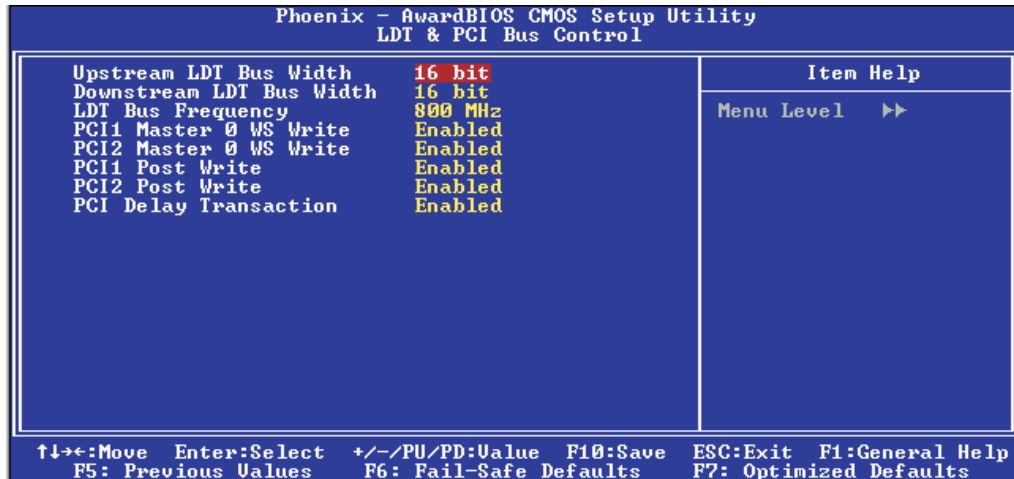 Phoenix - AwardBIOS CMOS Setup Utility
LDT & PCI Bus Control
Upstream LDT Bus Width 16 bit
Downstream LDT Bus Width 16 bit
LDT Bus Frequency 800 MHz
PCI1 Master 0 WS Write Enabled
PCI2 Master 0 WS Write Enabled
PCI1 Post Write Enabled
PCI2 Post Write Enabled
PCI Delay Transaction Enabled
Item Help
Menu Level ►►
↑↓→←:Move Enter:Select +/-/PU/PD:Value F10:Save ESC:Exit F1:General Help
F5: Previous Values F6: Fail-Safe Defaults F7: Optimized Defaults